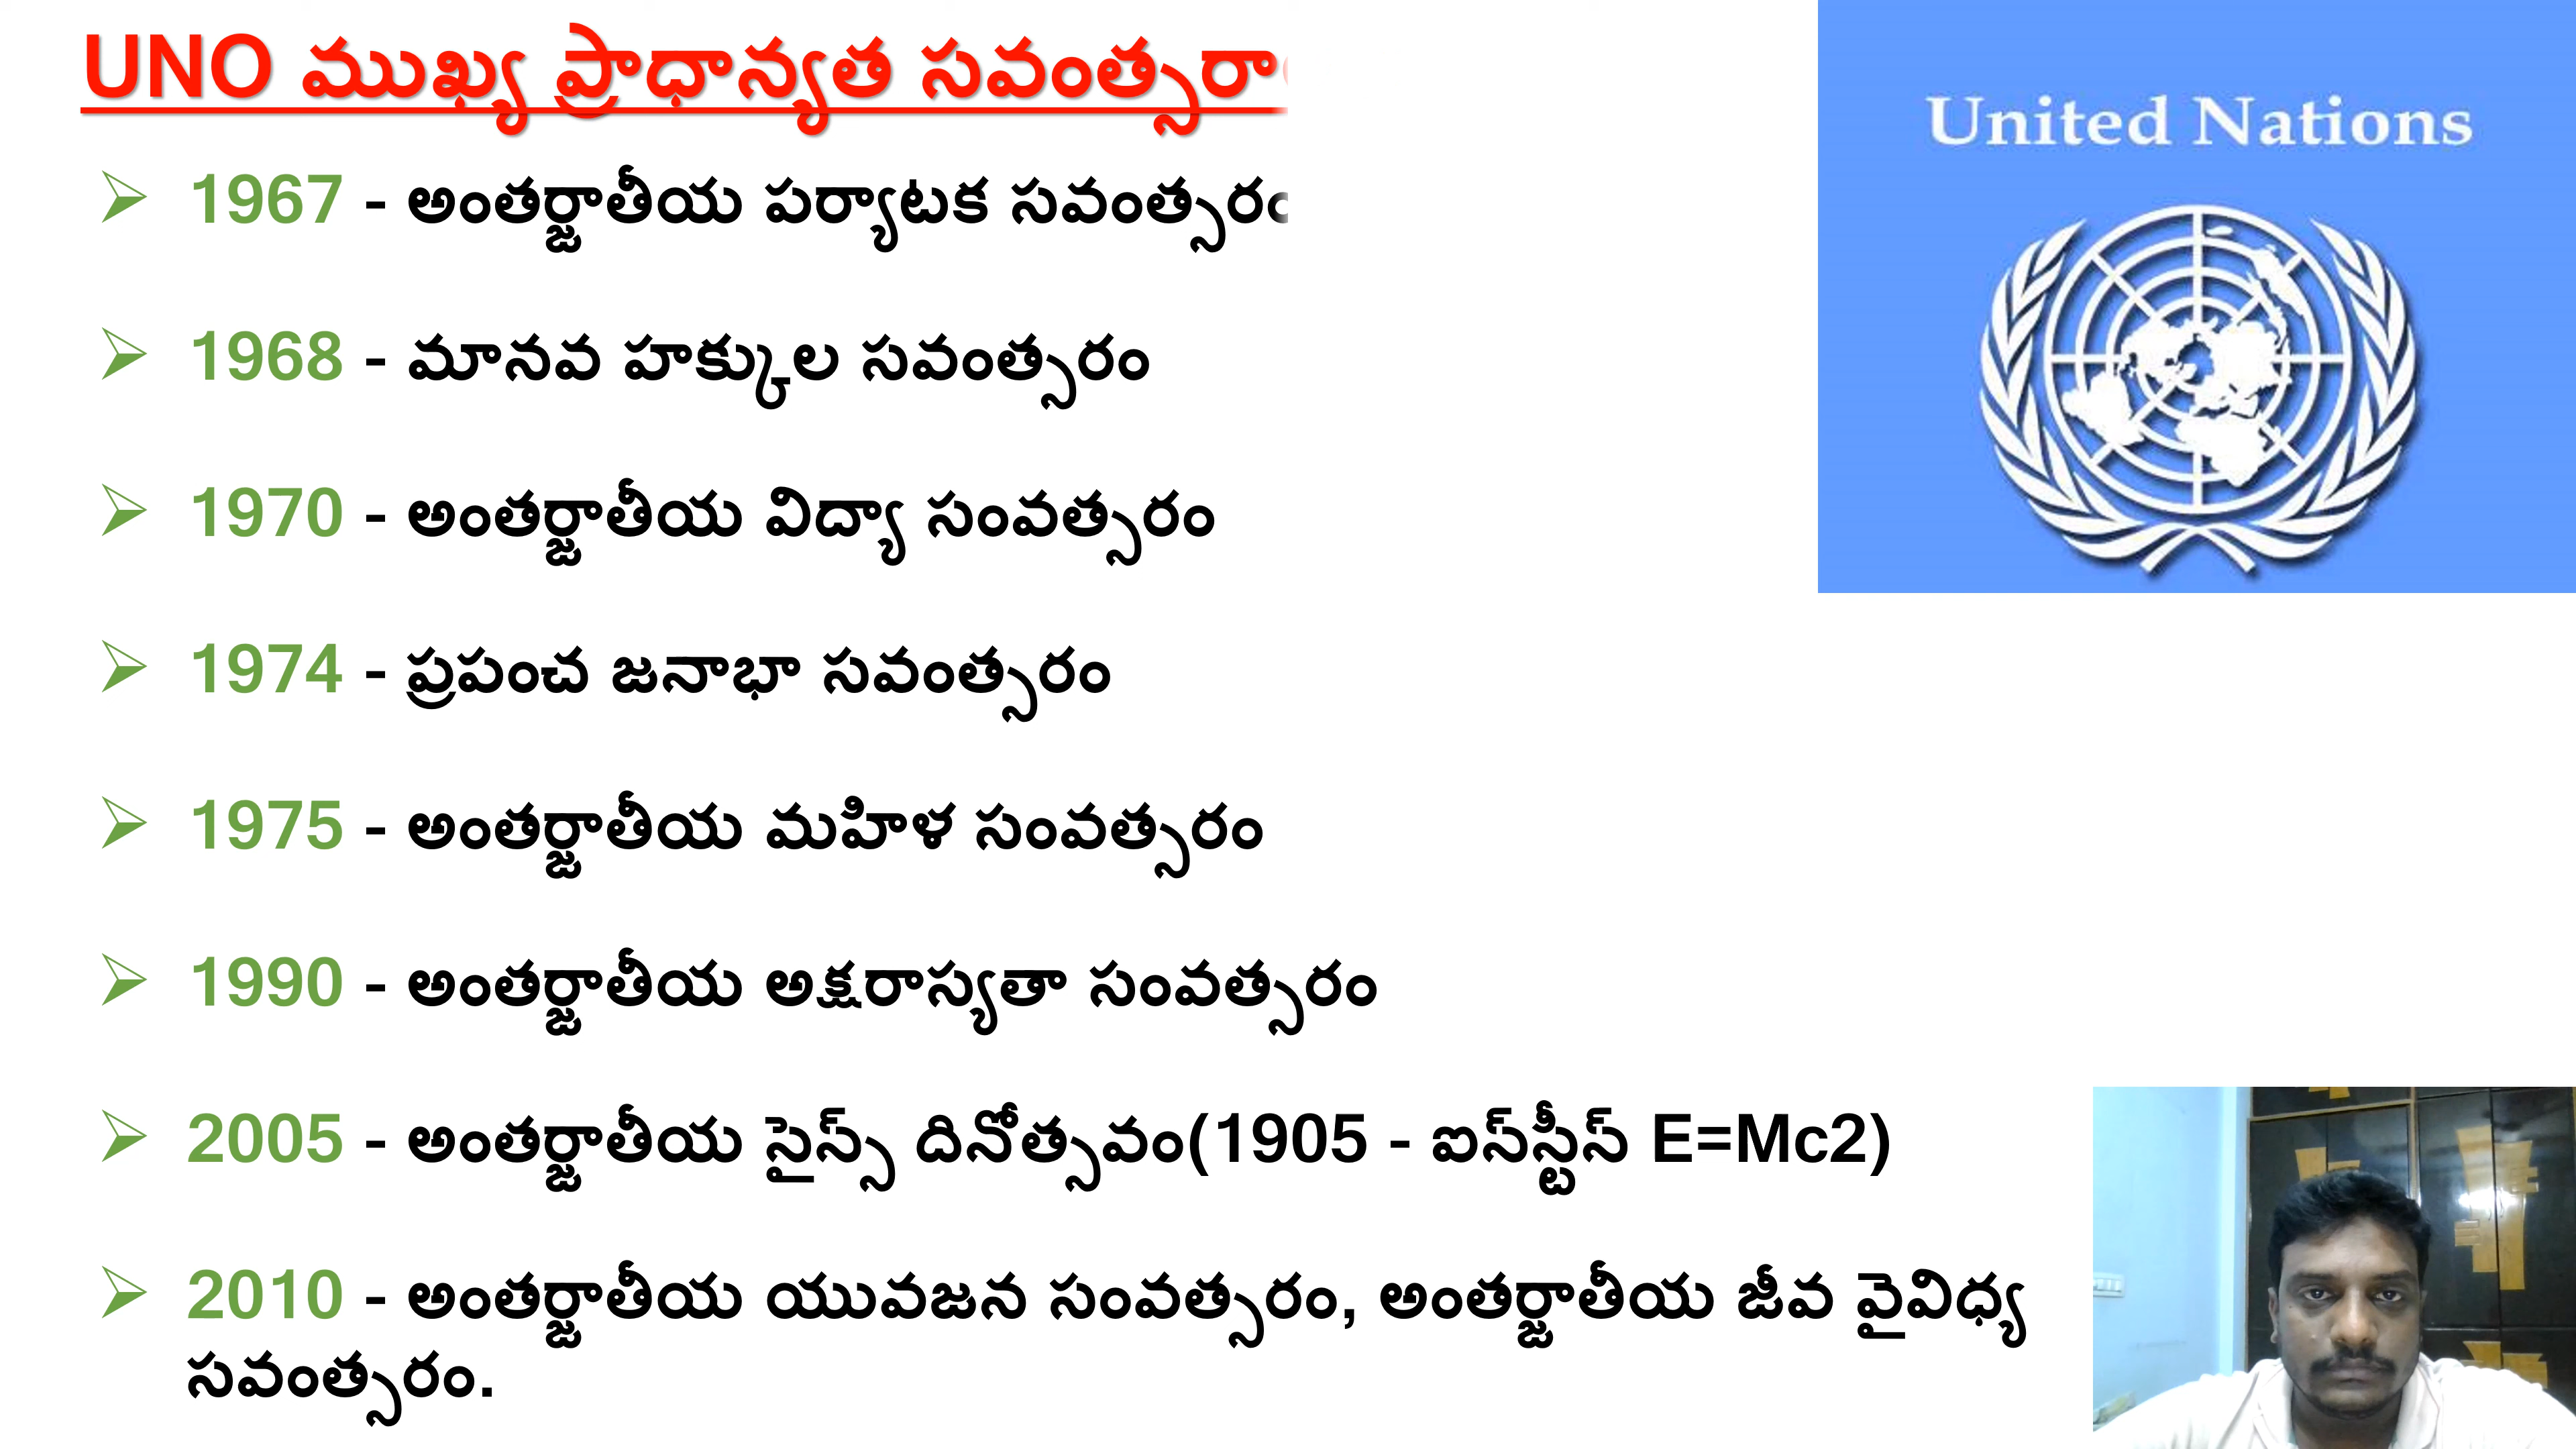 UNO ముఖ్య ప్రాధాన్యత
United Nations
➢ 1967 - అంతర్జాతీయ పర్యాటక సవంత్సరం
➢ 1968 - మానవ హక్కుల సవంత్సరం
➢ 1970 - అంతర్జాతీయ విద్యా సంవత్సరం
➢ 1974 - ప్రపంచ జనాభా సవంత్సరం
➢ 1975 - అంతర్జాతీయ మహిళ సంవత్సరం
➢ 1990 - అంతర్జాతీయ అక్షరాస్యతా సంవత్సరం
➢ 2005 - అంతర్జాతీయ సైన్స్ దినోత్సవం(1905 - ఐన్‌స్టీన్ E=Mc2)
➢ 2010 - అంతర్జాతీయ యువజన సంవత్సరం, అంతర్జాతీయ జీవ వైవిధ్య
సవంత్సరం.